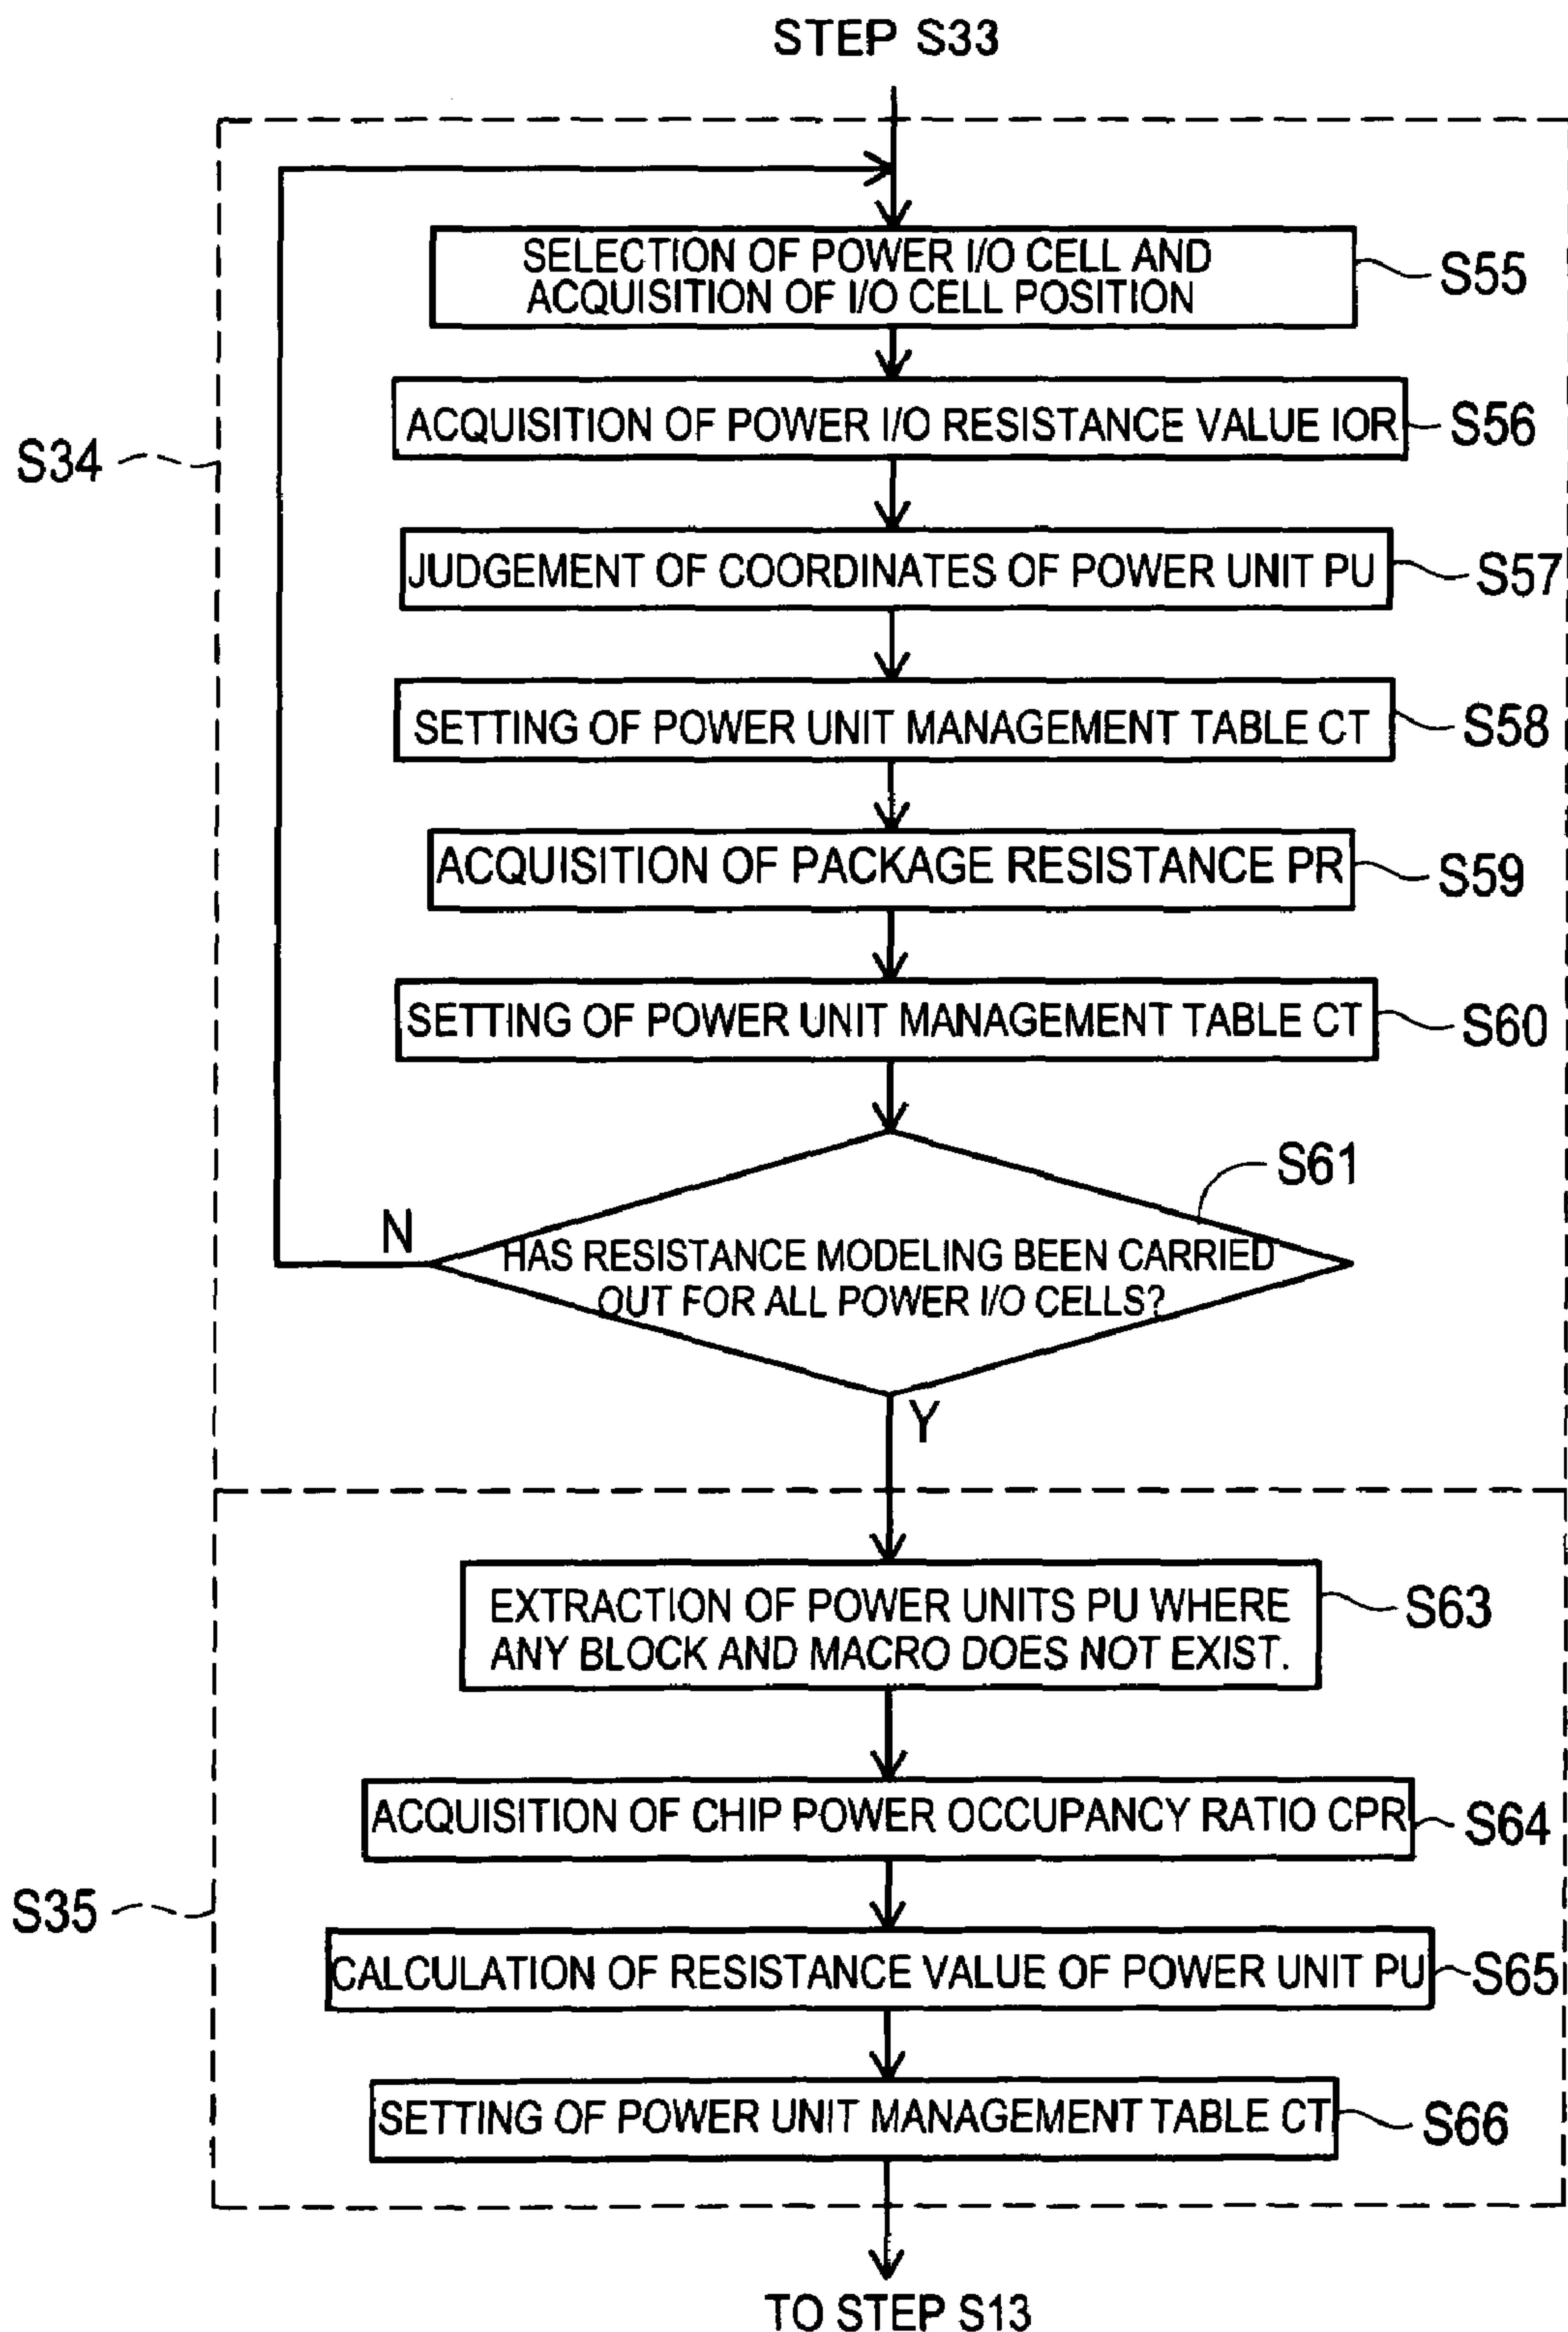 STEP S33
SELECTION OF POWER I/O CELL AND
ACQUISITION OF I/O CELL POSITION
S55
ACQUISITION OF POWER I/O RESISTANCE VALUE IOR
S56
S34
JUDGEMENT OF COORDINATES OF POWER UNIT PU
S57
SETTING OF POWER UNIT MANAGEMENT TABLE CT
S58
ACQUISITION OF PACKAGE RESISTANCE PR
S59
SETTING OF POWER UNIT MANAGEMENT TABLE CT
S60
S61
N
HAS RESISTANCE MODELING BEEN CARRIED
OUT FOR ALL POWER I/O CELLS?
Y
EXTRACTION OF POWER UNITS PU WHERE
ANY BLOCK AND MACRO DOES NOT EXIST.
S63
ACQUISITION OF CHIP POWER OCCUPANCY RATIO CPR
S64
S35
CALCULATION OF RESISTANCE VALUE OF POWER UNIT PU
S65
SETTING OF POWER UNIT MANAGEMENT TABLE CT
S66
TO STEP S13